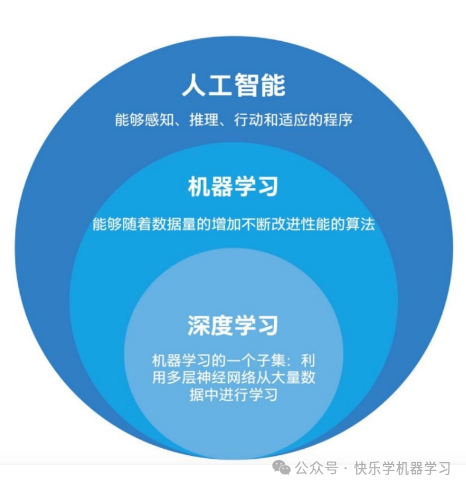 人工智能
能够感知、推理、行动和适应的程序
机器学习
能够随着数据量的增加不断改进性能的算法
深度学习
机器学习的一个子集：利
用多层神经网络从大量数
据中进行学习
公众号 · 快乐学机器学习